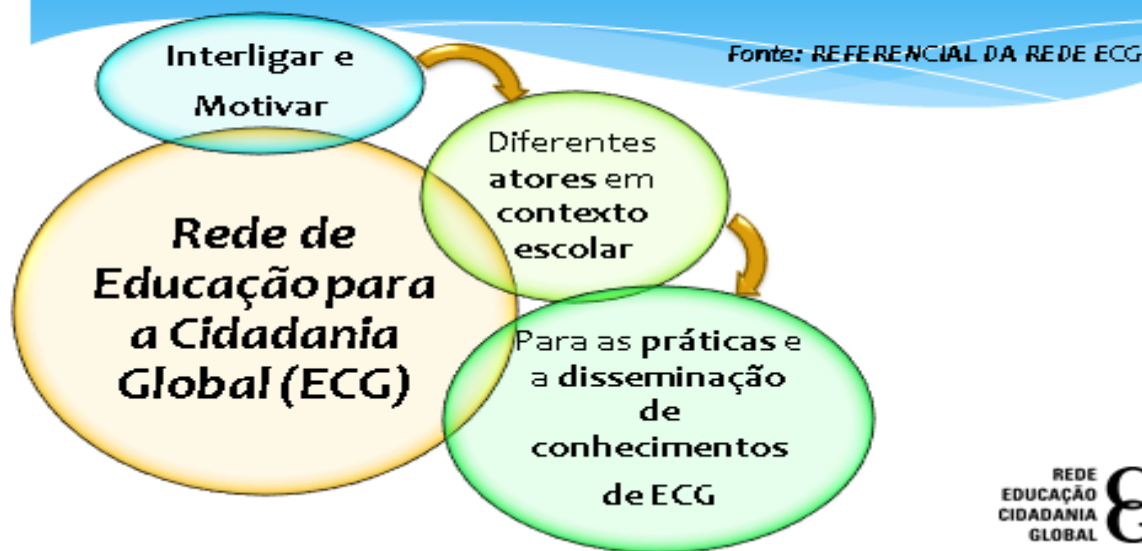 Fonte: REFERENCIAL DA REDE ECG
Interligar e
Motivar
Diferentes
atores em
contexto
escolar
Rede de
Educação para
a Cidadania
Global (ECG)
Para as práticas e
a disseminação
de
conhecimentos
de ECG
REDE
EDUCAÇÃO
CIDADANIA
GLOBAL